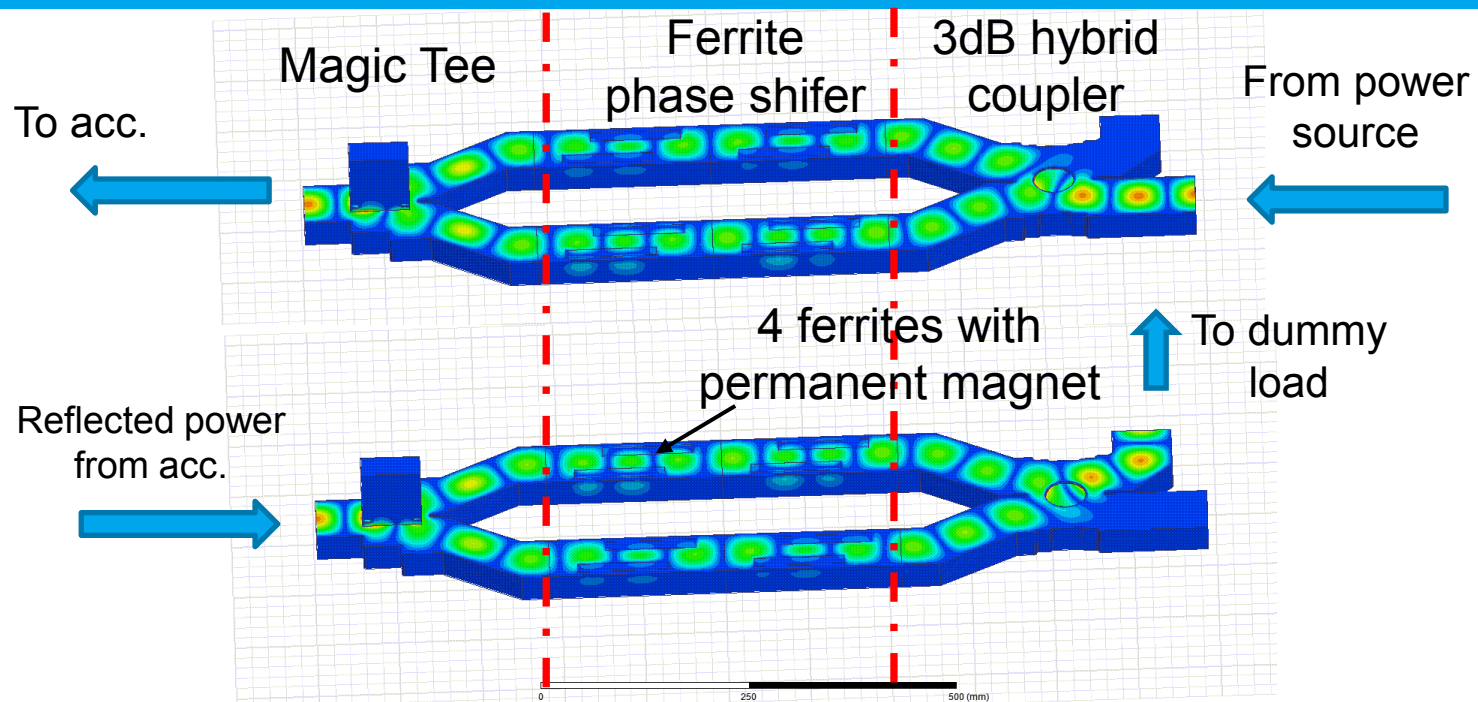 Magic Tee
Ferrite
phase shifer
3dB hybrid
coupler
From power
source
To acc.
4 ferrites with
permanent magnet
To dummy
load
Reflected power
from acc.
0
250
500 (mm)